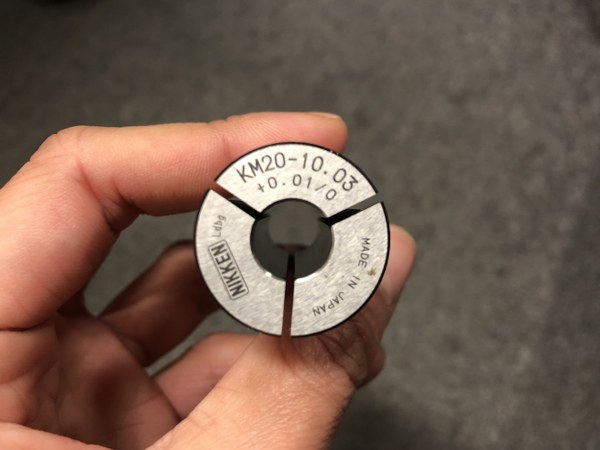 KM20-10.03
+0.01/0
MADE IN JAPAN
NIKKEN